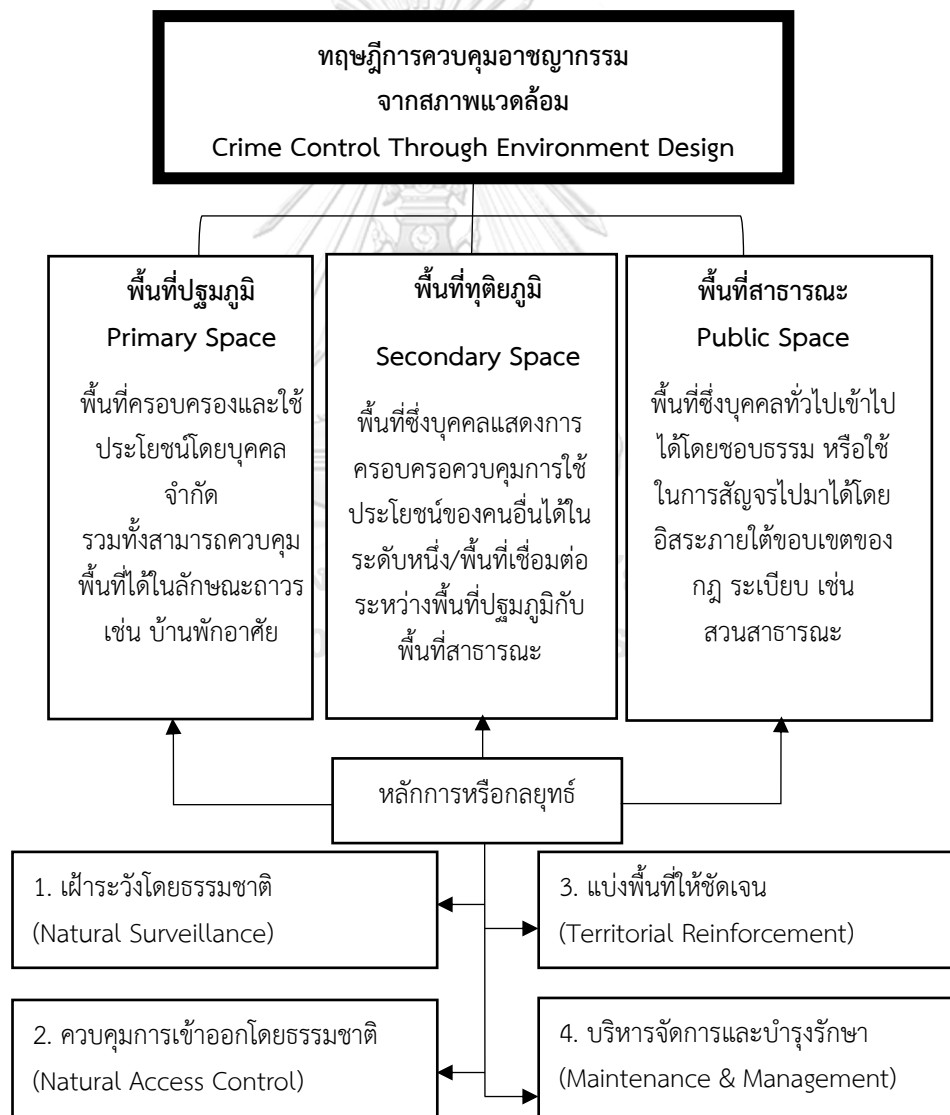 ทฤษฎีการควบคุมอาชญากรรม
จากสภาพแวดล้อม
Crime Control Through Environment Design
พื้นที่ปฐมภูมิ
Primary Space
พื้นที่ครอบครองและใช้
ประโยชน์โดยบุคคล
จำกัด
รวมทั้งสามารถควบคุม
พื้นที่ได้ในลักษณะถาวร
เช่น บ้านพักอาศัย
พื้นที่ทุติยภูมิ
Secondary Space
พื้นที่ซึ่งบุคคลแสดงการ
ครอบครอควบคุมการใช้
ประโยชน์ของคนอื่นได้ใน
ระดับหนึ่ง/พื้นที่เชื่อมต่อ
ระหว่างพื้นที่ปฐมภูมิกับ
พื้นที่สาธารณะ
พื้นที่สาธารณะ
Public Space
พื้นที่ซึ่งบุคคลทั่วไปเข้าไป
ได้โดยชอบธรรม หรือใช้
ในการสัญจรไปมาได้โดย
อิสระภายใต้ขอบเขตของ
กฎ ระเบียบ เช่น
สวนสาธารณะ
หลักการหรือกลยุทธ์
1. เฝ้าระวังโดยธรรมชาติ
(Natural Surveillance)
2. ควบคุมการเข้าออกโดยธรรมชาติ
(Natural Access Control)
3. แบ่งพื้นที่ให้ชัดเจน
(Territorial Reinforcement)
4. บริหารจัดการและบำรุงรักษา
(Maintenance & Management)